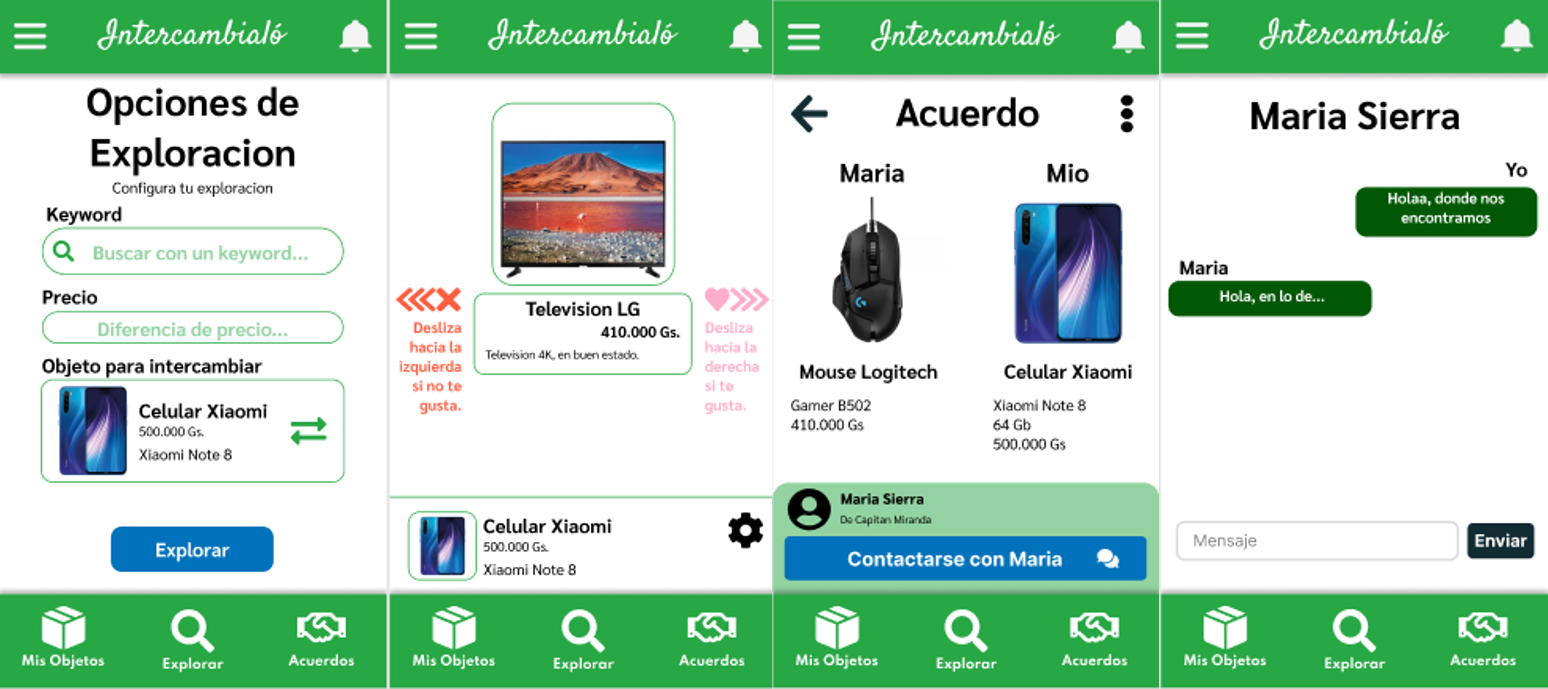 Intercambialó
Opciones de
Exploracion
Configura tu exploracion
Keyword
Buscar con un keyword...
Precio
Diferencia de precio...
Objeto para intercambiar
Celular Xiaomi
500.000 Gs.
Xiaomi Note 8
Explorar
Mis Objetos
Explorar
Acuerdos
Intercambialó
Television LG
410.000 Gs.
Television 4K, en buen estado.
Desliza
hacia la
izquierda
si no te
gusta.
Desliza
hacia la
derecha
si te
gusta.
Celular Xiaomi
500.000 Gs.
Xiaomi Note 8
Mis Objetos
Explorar
Acuerdos
Intercambialó
Acuerdo
Maria
Mouse Logitech
Gamer B502
410.000 Gs
Mio
Celular Xiaomi
Xiaomi Note 8
64 Gb
500.000 Gs
Maria Sierra
De Capitan Miranda
Contactarse con Maria
Mis Objetos
Explorar
Acuerdos
Intercambialó
Maria Sierra
Yo
Holaa, donde nos
encontramos
Maria
Hola, en lo de...
Mensaje
Enviar
Mis Objetos
Explorar
Acuerdos